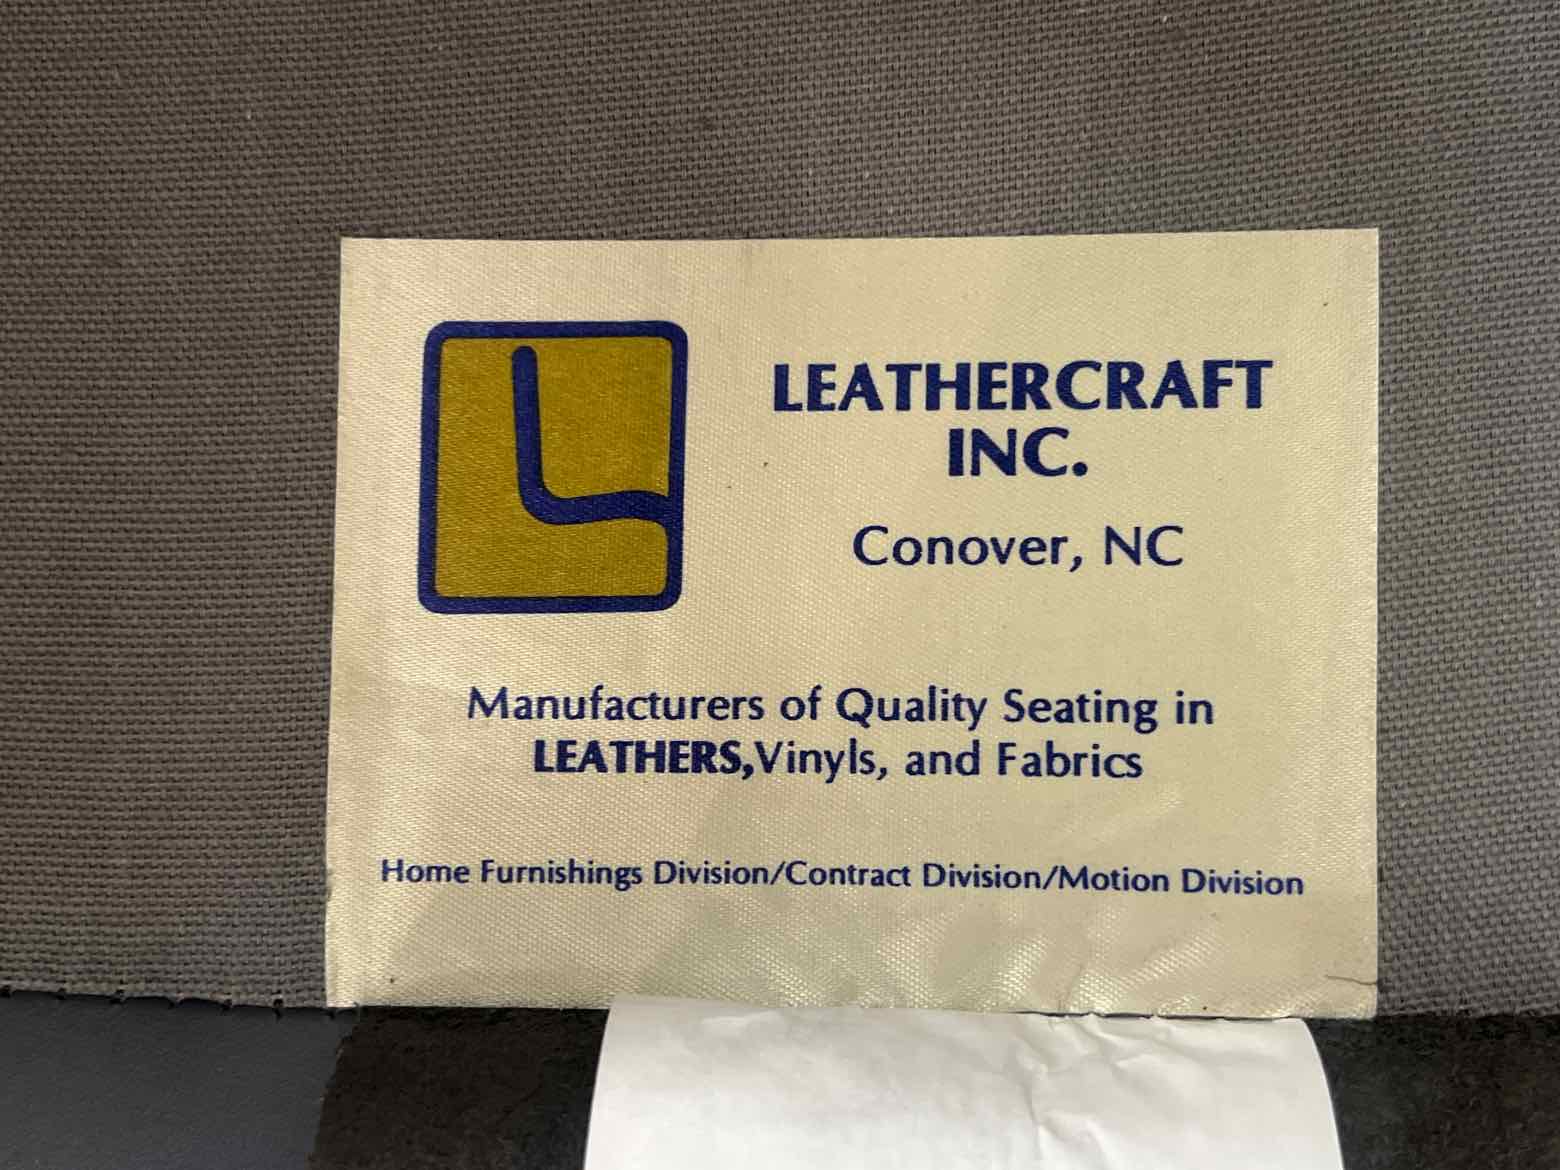 LEATHERCRAFT
INC.
Conover, NC
Manufacturers of Quality Seating in
LEATHERS,Vinyls, and Fabrics
Home Furnishings Division/Contract Division/Motion Division